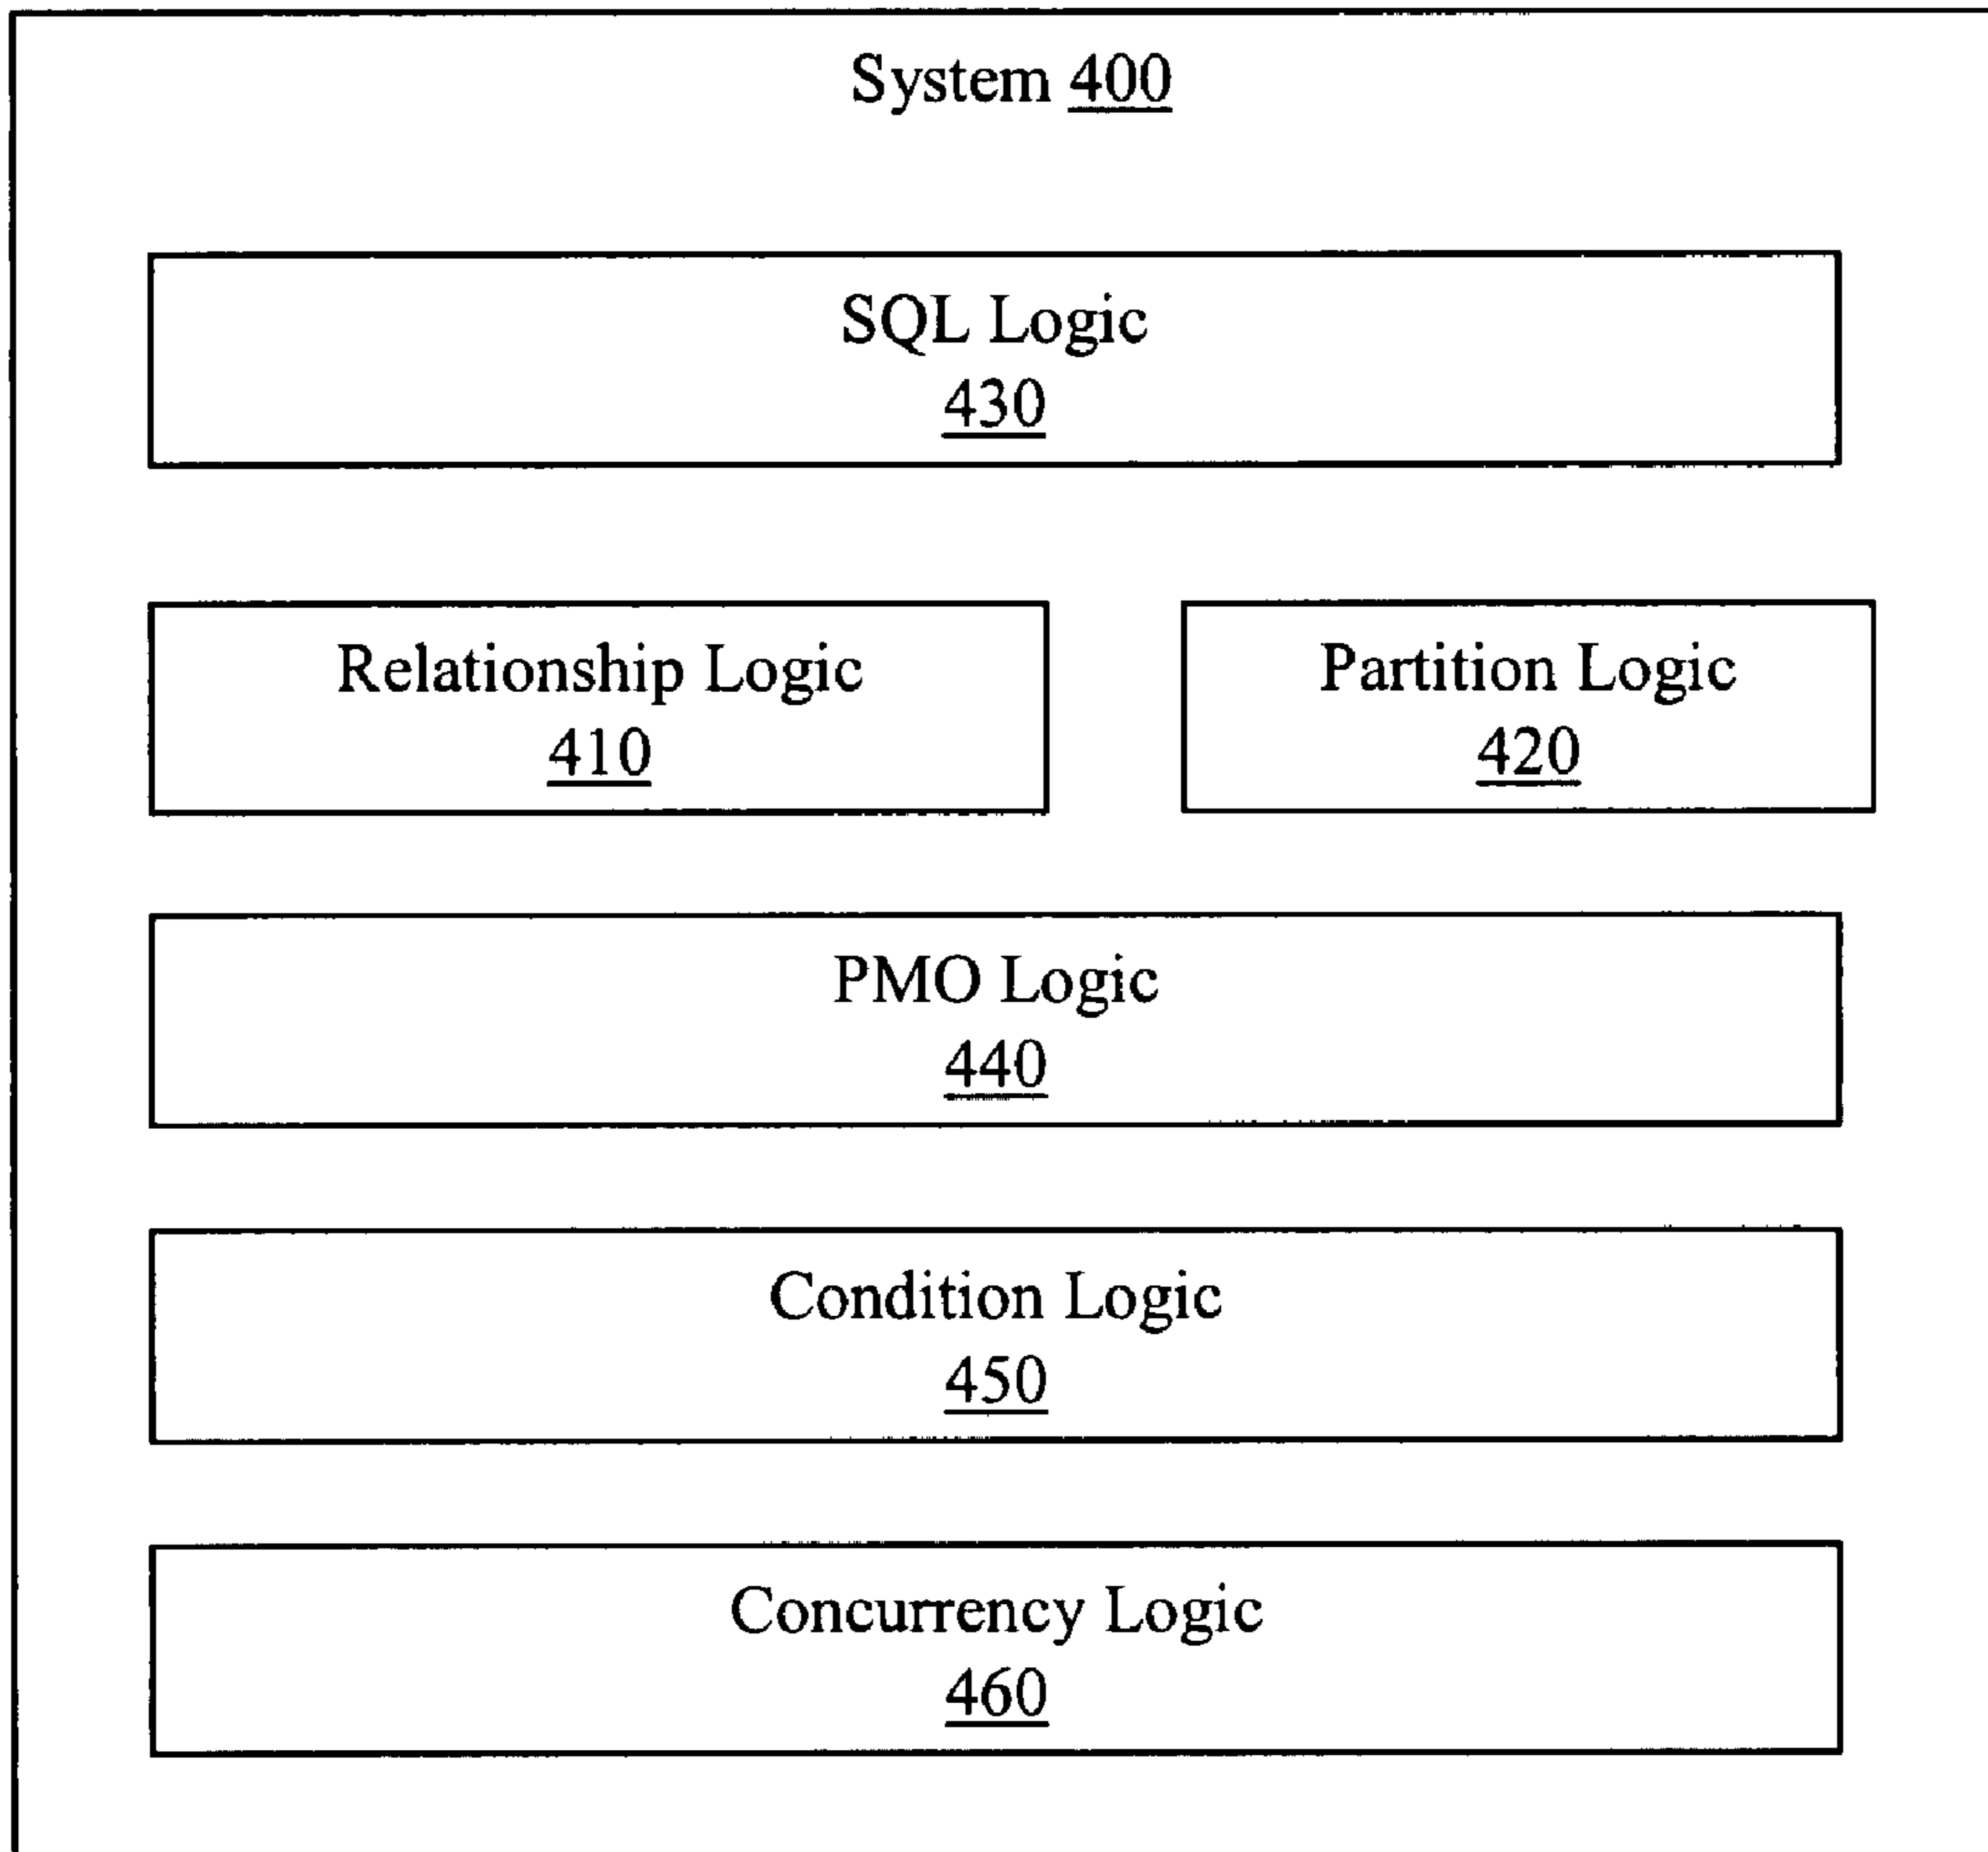 System 400
SQL Logic
430
Relationship Logic
410
Partition Logic
420
PMO Logic
440
Condition Logic
450
Concurrency Logic
460